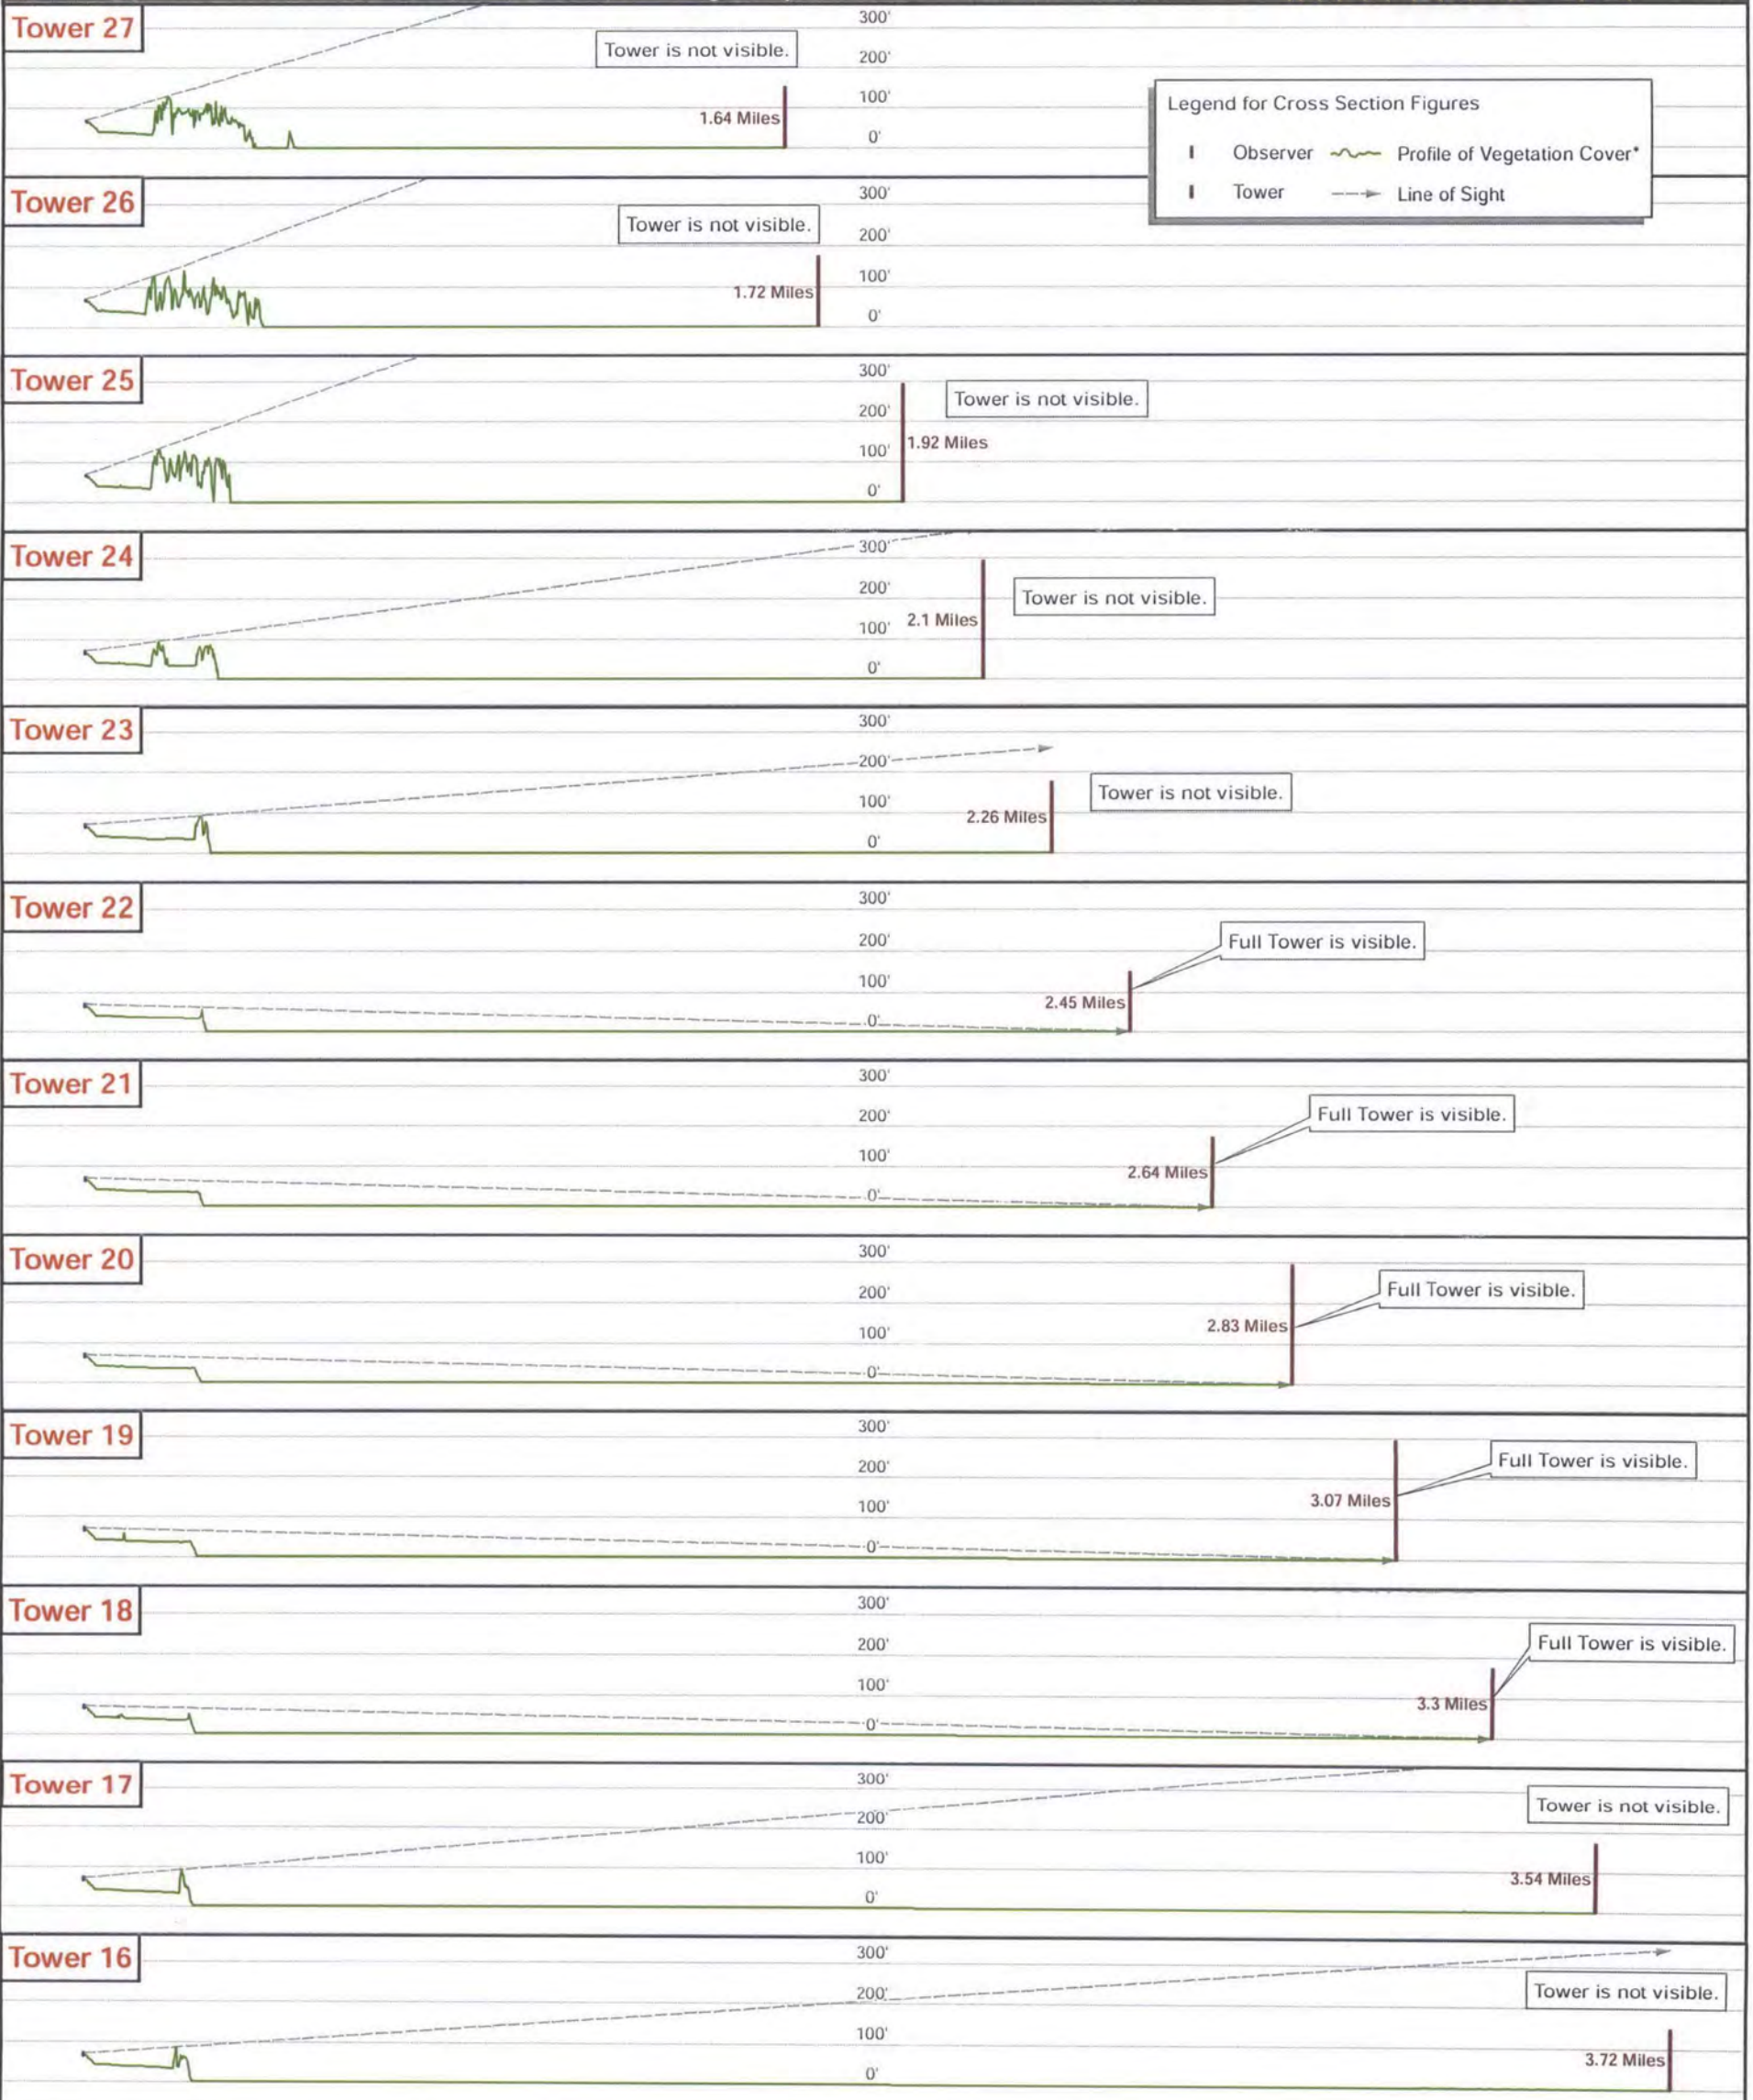 Tower 27
300'
Tower is not visible.
200'
100'
1.64 Miles
0'
Legend for Cross Section Figures
Observer Profile of Vegetation Cover*
Tower Line of Sight
Tower 26
300'
Tower is not visible.
200'
100'
1.72 Miles
0'
Tower 25
300'
Tower is not visible.
200'
100'
1.92 Miles
0'
Tower 24
300'
200'
Tower is not visible.
100'
2.1 Miles
0'
Tower 23
300'
200'
Tower is not visible.
100'
2.26 Miles
0'
Tower 22
300'
200'
Full Tower is visible.
100'
2.45 Miles
0'
Tower 21
300'
200'
Full Tower is visible.
100'
2.64 Miles
0'
Tower 20
300'
200'
Full Tower is visible.
100'
2.83 Miles
0'
Tower 19
300'
200'
Full Tower is visible.
100'
3.07 Miles
0'
Tower 18
300'
200'
Full Tower is visible.
100'
3.3 Miles
0'
Tower 17
300'
200'
Tower is not visible.
100'
3.54 Miles
0'
Tower 16
300'
200'
Tower is not visible.
100'
3.72 Miles
0'